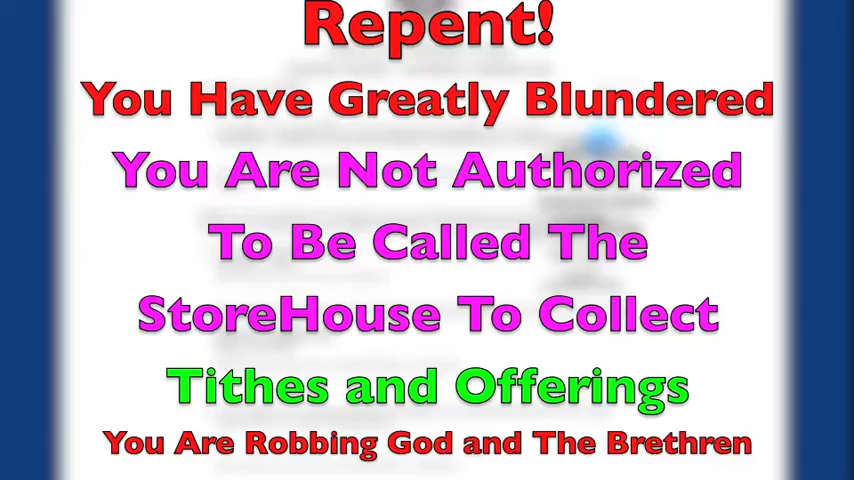 Repent!
You Have Greatly Blundered
You Are Not Authorized
To Be Called The
StoreHouse To Collect
Tithes and Offerings
You Are Robbing God and The Brethren